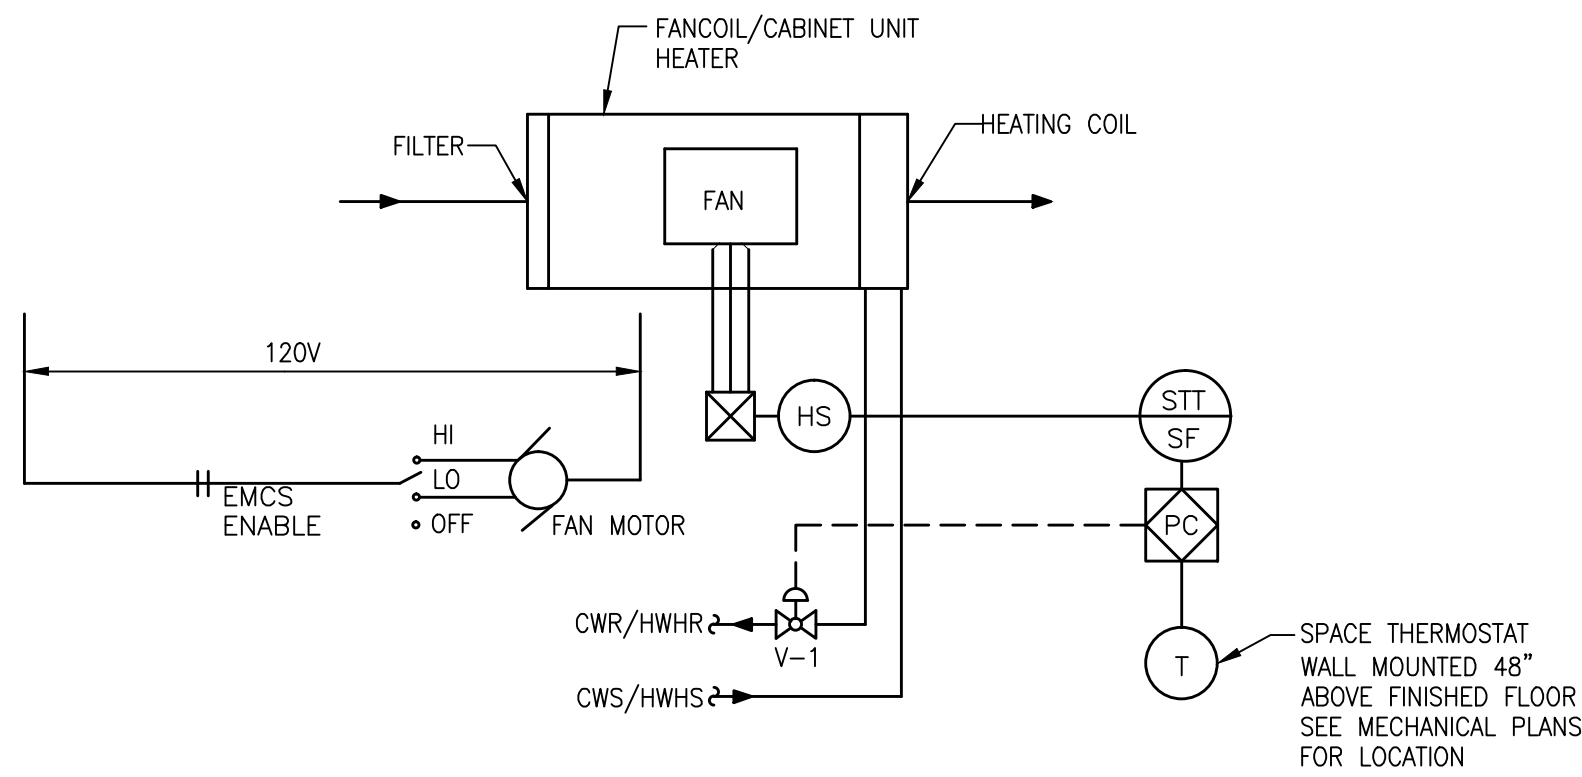 FANCOIL/CABINET UNIT
HEATER
HEATING COIL
FILTER
FAN
120V
HI
LO
OFF
EMCS
ENABLE
FAN MOTOR
HS
STT
SF
PC
CWR/HWHR
V-1
CWS/HWHS
T
SPACE THERMOSTAT
WALL MOUNTED 48"
ABOVE FINISHED FLOOR
SEE MECHANICAL PLANS
FOR LOCATION